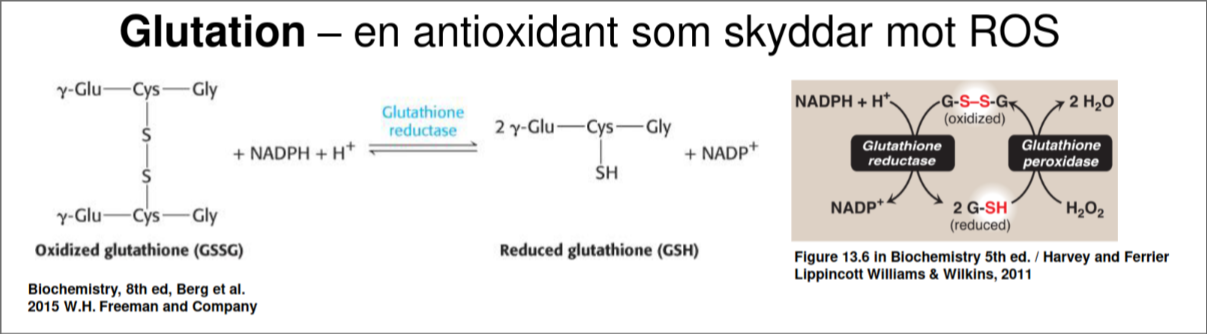 Glutation – en antioxidant som skyddar mot ROS
γ-Glu—Cys—Gly
S
S
γ-Glu—Cys—Gly
+ NADPH + H⁺
Glutathione
reductase
2 γ-Glu—Cys—Gly
SH
+ NADP⁺
Oxidized glutathione (GSSG)
Reduced glutathione (GSH)
Biochemistry, 8th ed, Berg et al.
2015 W.H. Freeman and Company
NADPH + H⁺
G-S–S-G
(oxidized)
2 H₂O
Glutathione
reductase
Glutathione
peroxidase
NADP⁺
2 G-SH
(reduced)
H₂O₂
Figure 13.6 in Biochemistry 5th ed. / Harvey and Ferrier
Lippincott Williams & Wilkins, 2011